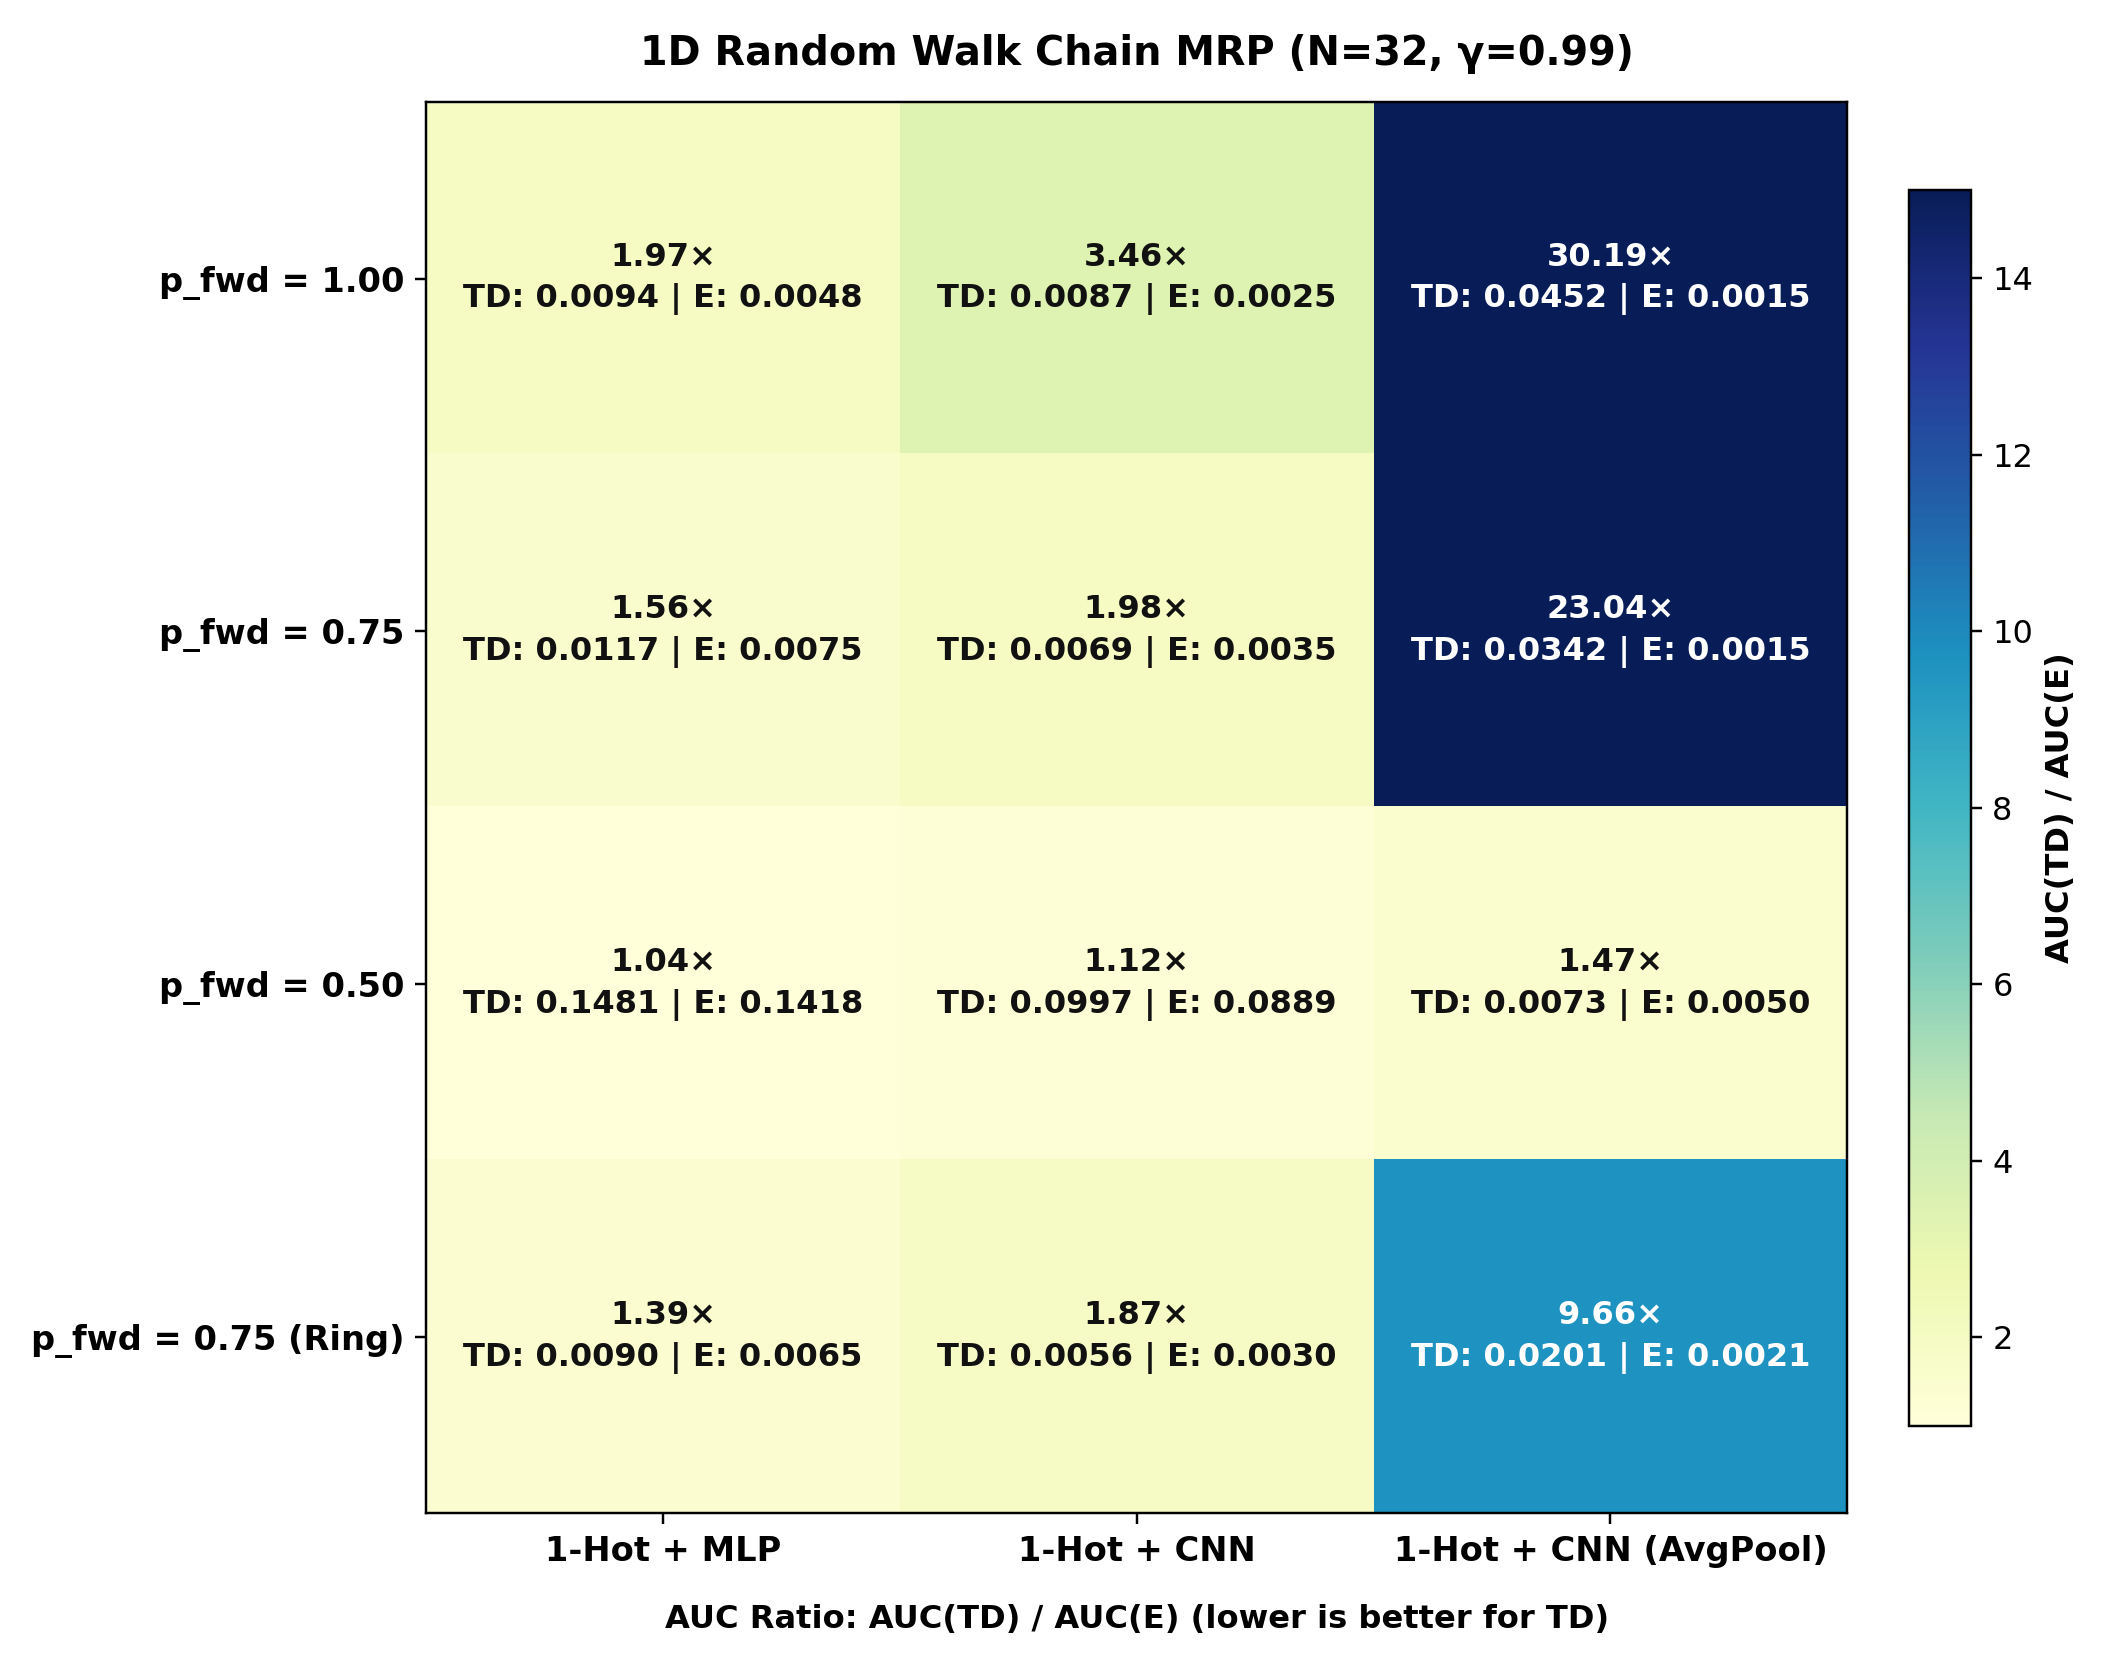 1D Random Walk Chain MRP (N=32, γ=0.99)
p_fwd = 1.00
1.97×
TD: 0.0094 | E: 0.0048
3.46×
TD: 0.0087 | E: 0.0025
30.19×
TD: 0.0452 | E: 0.0015
p_fwd = 0.75
1.56×
TD: 0.0117 | E: 0.0075
1.98×
TD: 0.0069 | E: 0.0035
23.04×
TD: 0.0342 | E: 0.0015
p_fwd = 0.50
1.04×
TD: 0.1481 | E: 0.1418
1.12×
TD: 0.0997 | E: 0.0889
1.47×
TD: 0.0073 | E: 0.0050
p_fwd = 0.75 (Ring)
1.39×
TD: 0.0090 | E: 0.0065
1.87×
TD: 0.0056 | E: 0.0030
9.66×
TD: 0.0201 | E: 0.0021
1-Hot + MLP
1-Hot + CNN
1-Hot + CNN (AvgPool)
AUC Ratio: AUC(TD) / AUC(E) (lower is better for TD)
14
12
10
8
6
4
2
AUC(TD) / AUC(E)